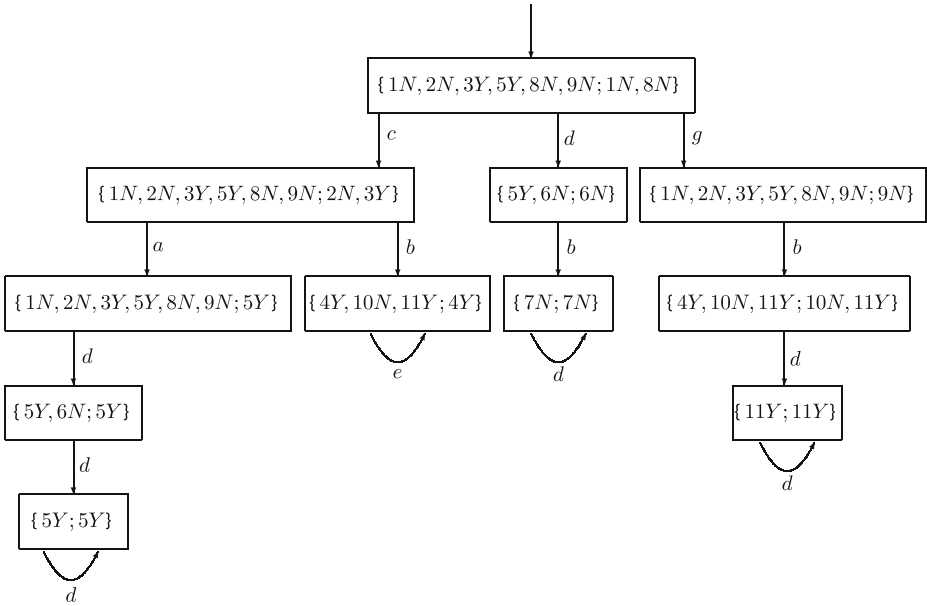 {1N, 2N, 3Y, 5Y, 8N, 9N; 1N, 8N}
c d g
{1N, 2N, 3Y, 5Y, 8N, 9N; 2N, 3Y} {5Y, 6N; 6N} {1N, 2N, 3Y, 5Y, 8N, 9N; 9N}
a b b b
{1N, 2N, 3Y, 5Y, 8N, 9N; 5Y} {4Y, 10N, 11Y; 4Y} {7N; 7N} {4Y, 10N, 11Y; 10N, 11Y}
d e d d
{5Y, 6N; 5Y} {11Y; 11Y}
d d
{5Y; 5Y}
d